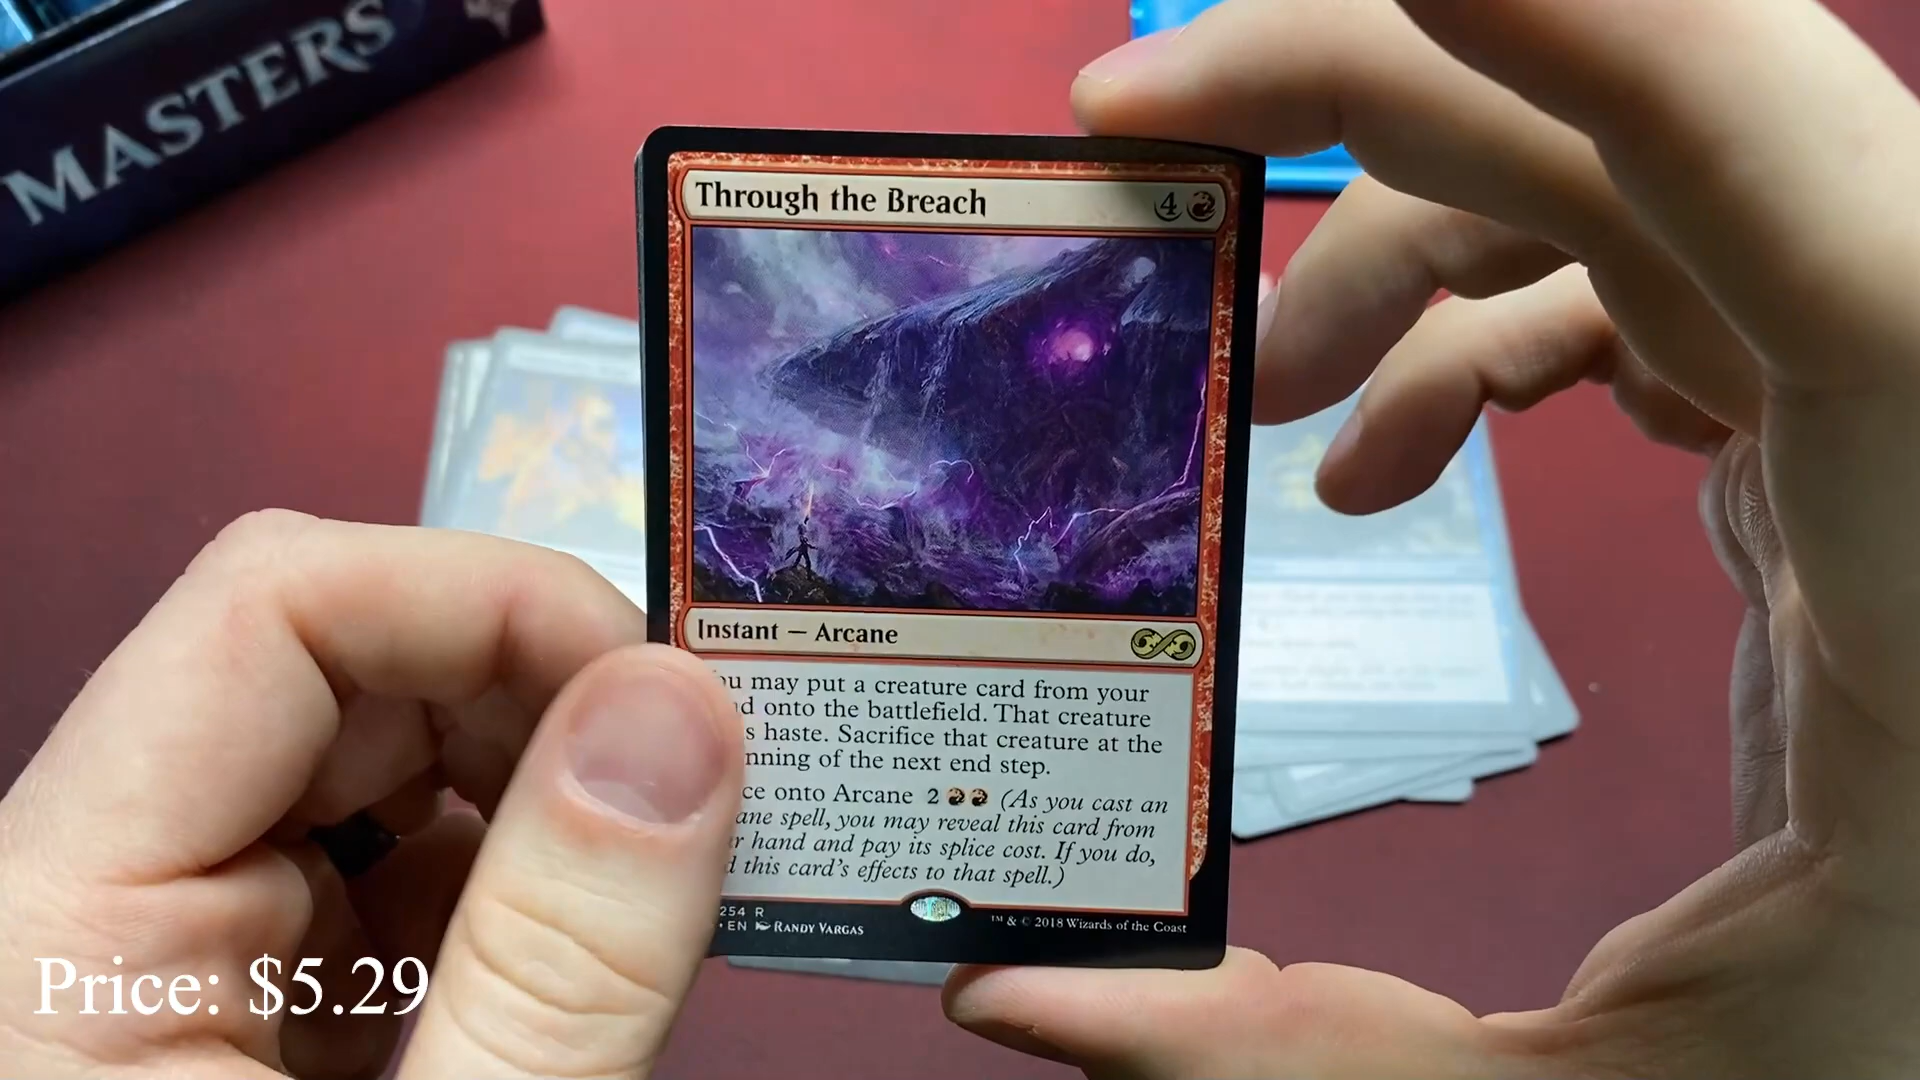 MASTERS
Through the Breach 4
Instant — Arcane
u may put a creature card from your
d onto the battlefield. That creature
s haste. Sacrifice that creature at the
nning of the next end step.
ce onto Arcane 2 (As you cast an
ane spell, you may reveal this card from
r hand and pay its splice cost. If you do,
d this card's effects to that spell.)
254 R
• EN RANDY VARGAS
™ & © 2018 Wizards of the Coast
Price: $5.29